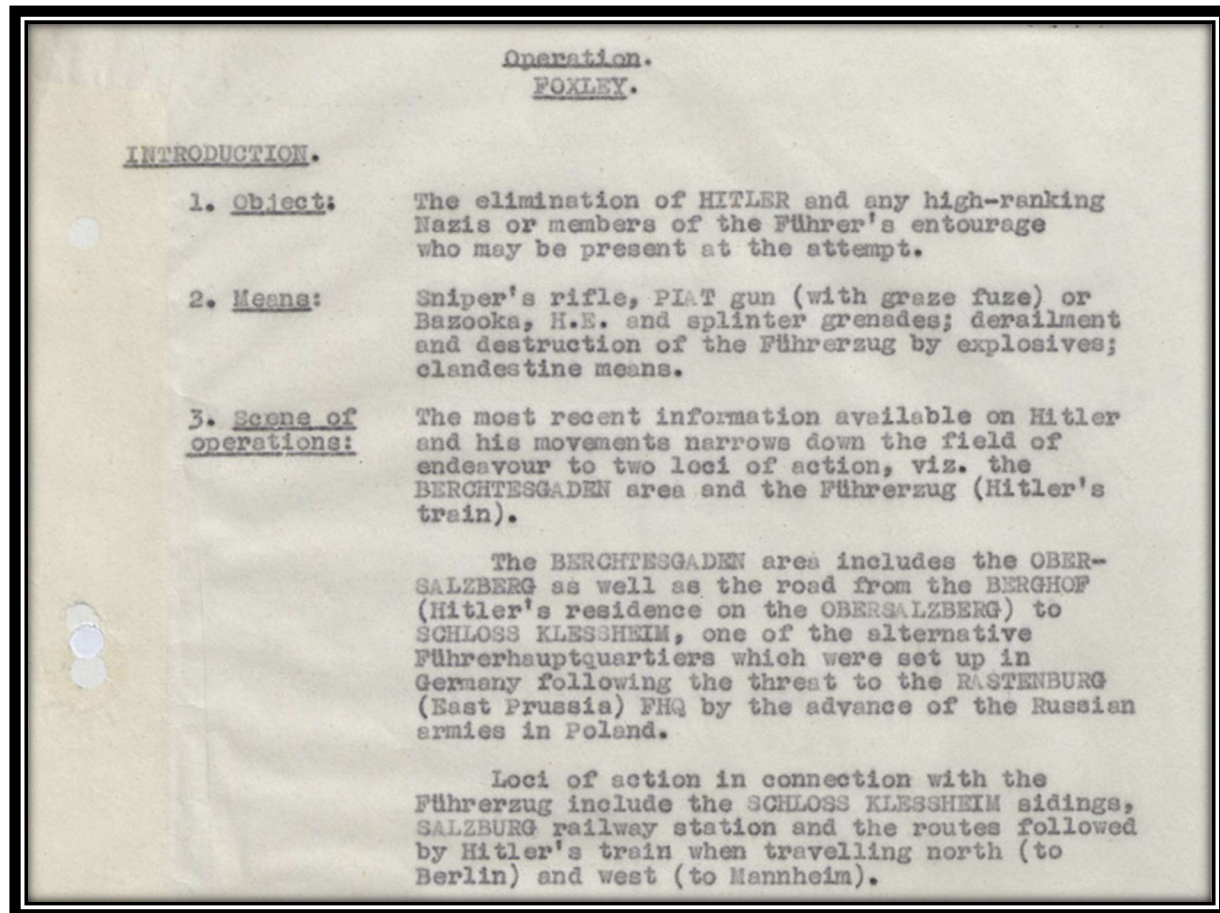 Operation.
FOXLEY.
INTRODUCTION.
1. Object: The elimination of HITLER and any high-ranking
Nazis or members of the Führer's entourage
who may be present at the attempt.
2. Means: Sniper's rifle, PIAT gun (with graze fuze) or
Bazooka, H.E. and splinter grenades; derailment
and destruction of the Führerzug by explosives;
clandestine means.
3. Scene of The most recent information available on Hitler
operations: and his movements narrows down the field of
endeavour to two loci of action, viz. the
BERCHTESGADEN area and the Führerzug (Hitler's
train).
The BERCHTESGADEN area includes the OBER-
SALZBERG as well as the road from the BERGHOF
(Hitler's residence on the OBERSALZBERG) to
SCHLOSS KLESSHEIM, one of the alternative
Führerhauptquartiers which were set up in
Germany following the threat to the RASTENBURG
(East Prussia) FHQ by the advance of the Russian
armies in Poland.
Loci of action in connection with the
Führerzug include the SCHLOSS KLESSHEIM sidings,
SALZBURG railway station and the routes followed
by Hitler's train when travelling north (to
Berlin) and west (to Mannheim).